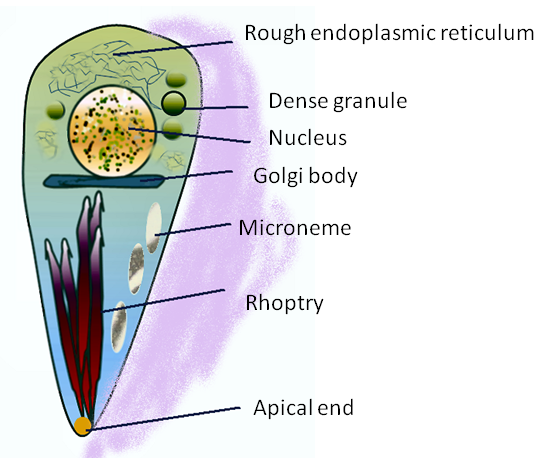 Rough endoplasmic reticulum
Dense granule
Nucleus
Golgi body
Microneme
Rhoptry
Apical end